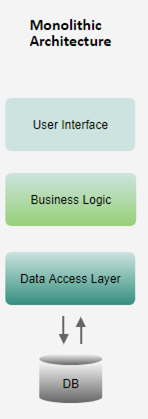 Monolithic
Architecture
User Interface
Business Logic
Data Access Layer
DB